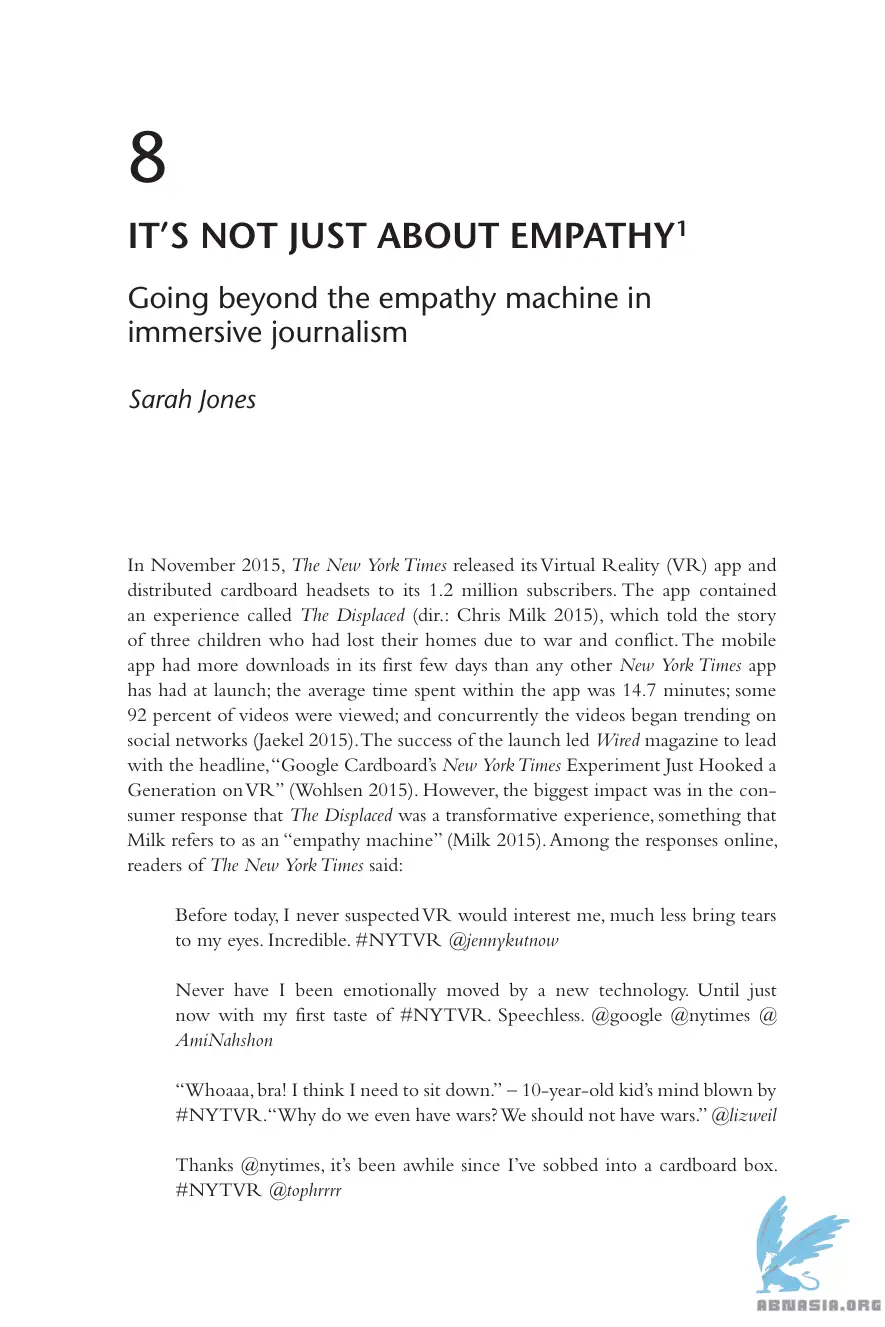 8
IT’S NOT JUST ABOUT EMPATHY¹
Going beyond the empathy machine in
immersive journalism
Sarah Jones
In November 2015, The New York Times released its Virtual Reality (VR) app and
distributed cardboard headsets to its 1.2 million subscribers. The app contained
an experience called The Displaced (dir.: Chris Milk 2015), which told the story
of three children who had lost their homes due to war and conflict. The mobile
app had more downloads in its first few days than any other New York Times app
has had at launch; the average time spent within the app was 14.7 minutes; some
92 percent of videos were viewed; and concurrently the videos began trending on
social networks (Jaekel 2015). The success of the launch led Wired magazine to lead
with the headline, “Google Cardboard’s New York Times Experiment Just Hooked a
Generation on VR” (Wohlsen 2015). However, the biggest impact was in the con-
sumer response that The Displaced was a transformative experience, something that
Milk refers to as an “empathy machine” (Milk 2015). Among the responses online,
readers of The New York Times said:
Before today, I never suspected VR would interest me, much less bring tears
to my eyes. Incredible. #NYTVR @jennykutnow
Never have I been emotionally moved by a new technology. Until just
now with my first taste of #NYTVR. Speechless. @google @nytimes @
AmiNahshon
“Whoaaa, bra! I think I need to sit down.” – 10-year-old kid’s mind blown by
#NYTVR. “Why do we even have wars? We should not have wars.” @lizweil
Thanks @nytimes, it’s been awhile since I’ve sobbed into a cardboard box.
#NYTVR @tophrrrr
ABNASIA.ORG